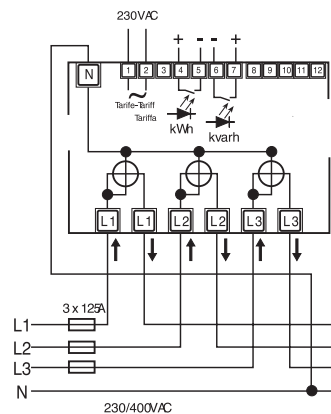 230VAC
+ - - +
N 1 2 3 4 5 6 7 8 9 10 11 12
~
Tarife-Tariff
Tariffa
kWh
kvarh
L1 L1 L2 L2 L3 L3
3 x 125A
L1
L2
L3
N
230/400VAC